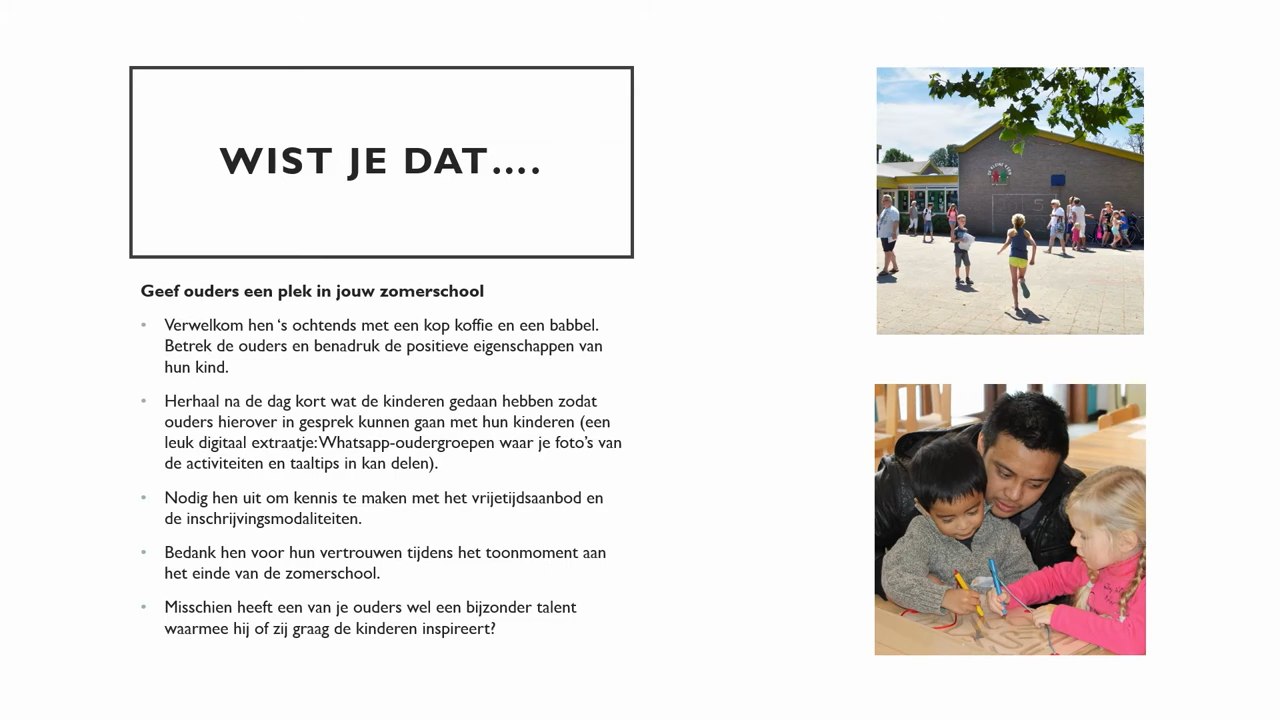 WIST JE DAT....
Geef ouders een plek in jouw zomerschool
• Verwelkom hen ‘s ochtends met een kop koffie en een babbel.
Betrek de ouders en benadruk de positieve eigenschappen van
hun kind.
• Herhaal na de dag kort wat de kinderen gedaan hebben zodat
ouders hierover in gesprek kunnen gaan met hun kinderen (een
leuk digitaal extraatje: Whatsapp-oudergroepen waar je foto’s van
de activiteiten en taaltips in kan delen).
• Nodig hen uit om kennis te maken met het vrijetijdsaanbod en
de inschrijvingsmodaliteiten.
• Bedank hen voor hun vertrouwen tijdens het toonmoment aan
het einde van de zomerschool.
• Misschien heeft een van je ouders wel een bijzonder talent
waarmee hij of zij graag de kinderen inspireert?